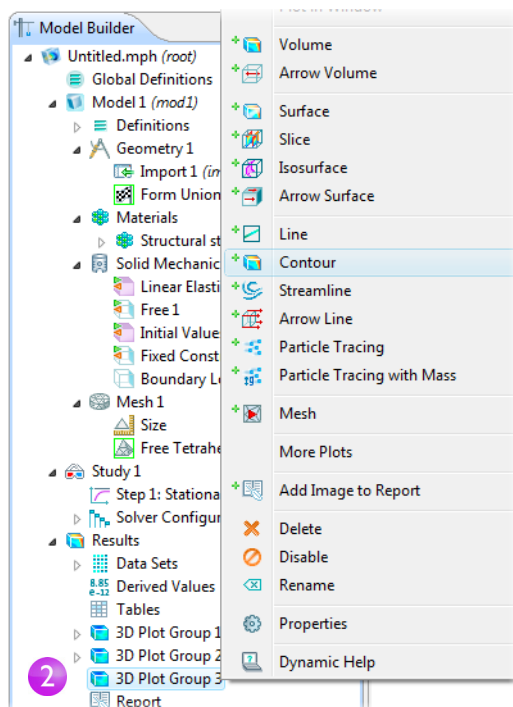 Model Builder
Untitled.mph (root)
Global Definitions
Model 1 (mod1)
Definitions
Geometry 1
Import 1 (im
Form Union
Materials
Structural st
Solid Mechanic
Linear Elasti
Free 1
Initial Value
Fixed Const
Boundary Lo
Mesh 1
Size
Free Tetrahe
Study 1
Step 1: Stationa
Solver Configur
Results
Data Sets
8.85
e-12
Derived Values
Tables
3D Plot Group 1
3D Plot Group 2
2
3D Plot Group 3
Report
Volume
Arrow Volume
Surface
Slice
Isosurface
Arrow Surface
Line
Contour
Streamline
Arrow Line
Particle Tracing
Particle Tracing with Mass
Mesh
More Plots
Add Image to Report
Delete
Disable
Rename
Properties
Dynamic Help